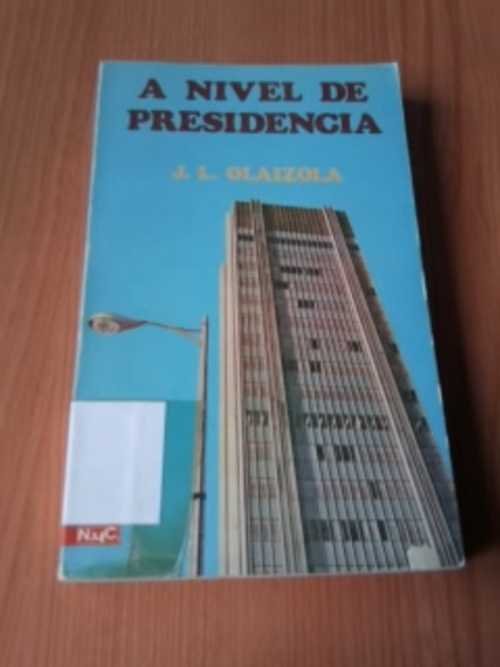 A NIVEL DE
PRESIDENCIA
J. L. OLAIZOLA
N.y C.